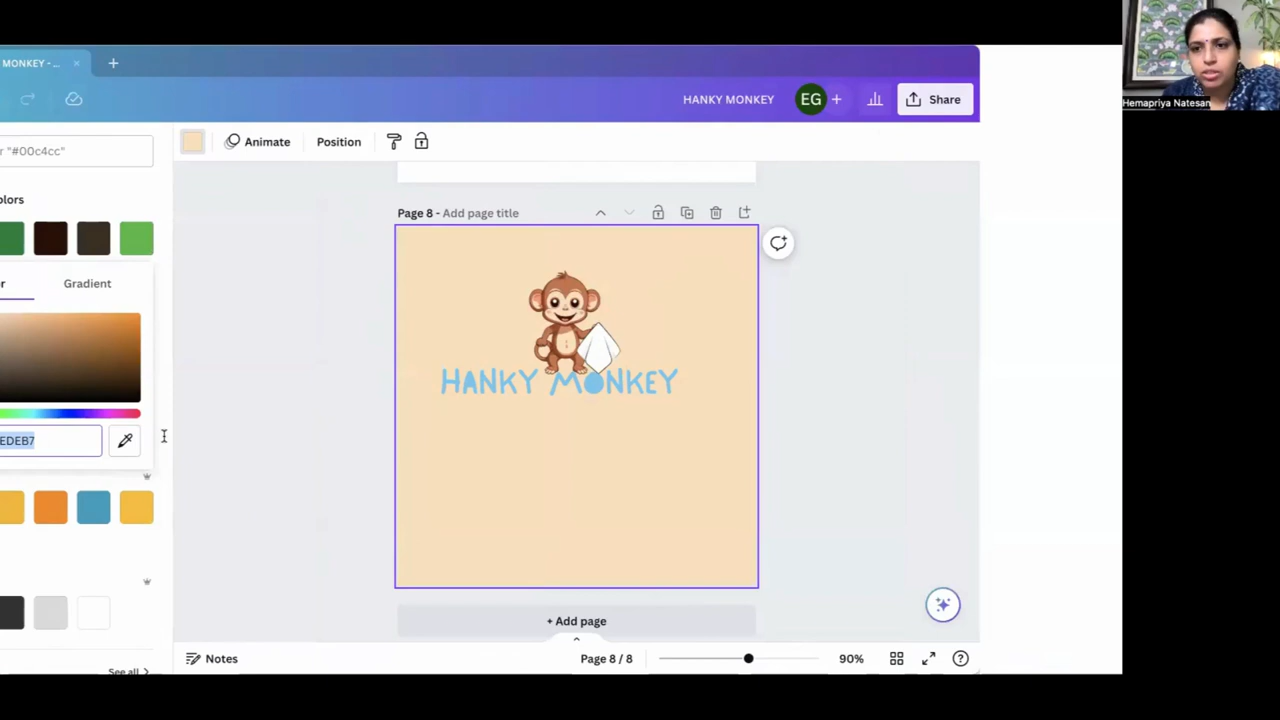 MONKEY - ...
HANKY MONKEY
EG
Share
r "#00c4cc"
Animate
Position
olors
Page 8 - Add page title
r
Gradient
HANKY MONKEY
EDEB7
+ Add page
See all
Notes
Page 8 / 8
90%
Hemapriya Natesan